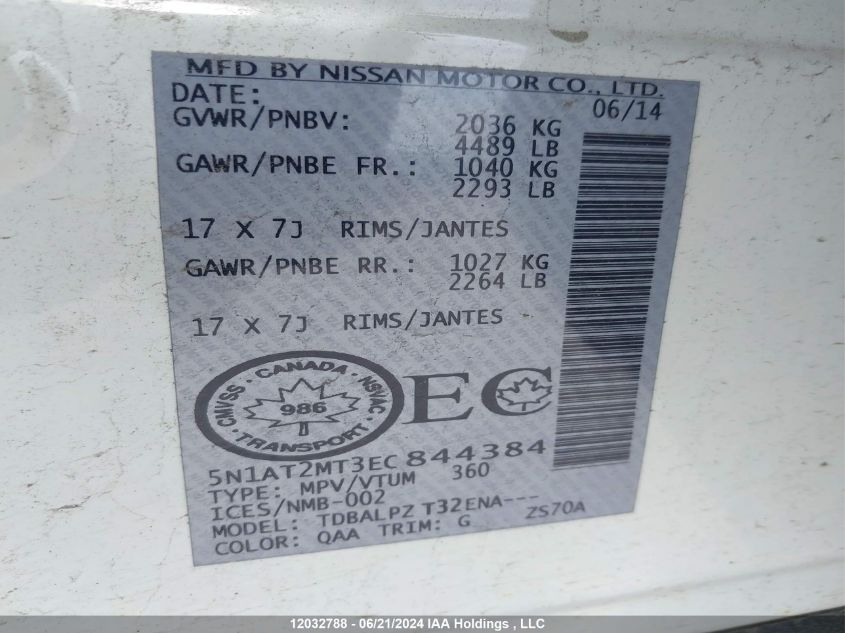 MFD BY NISSAN MOTOR CO., LTD.
DATE: 06/14
GVWR/PNBV: 2036 KG
4489 LB
GAWR/PNBE FR.: 1040 KG
2293 LB
17 X 7J RIMS/JANTES
GAWR/PNBE RR.: 1027 KG
2264 LB
17 X 7J RIMS/JANTES
CANADA
CMVSS · NSVAC
986
TRANSPORT
EC
5N1AT2MT3EC844384
TYPE: MPV/VTUM 360
ICES/NMB-002
MODEL: TDBALPZ T32ENA---
COLOR: QAA TRIM: G ZS70A
12032788 - 06/21/2024 IAA Holdings , LLC